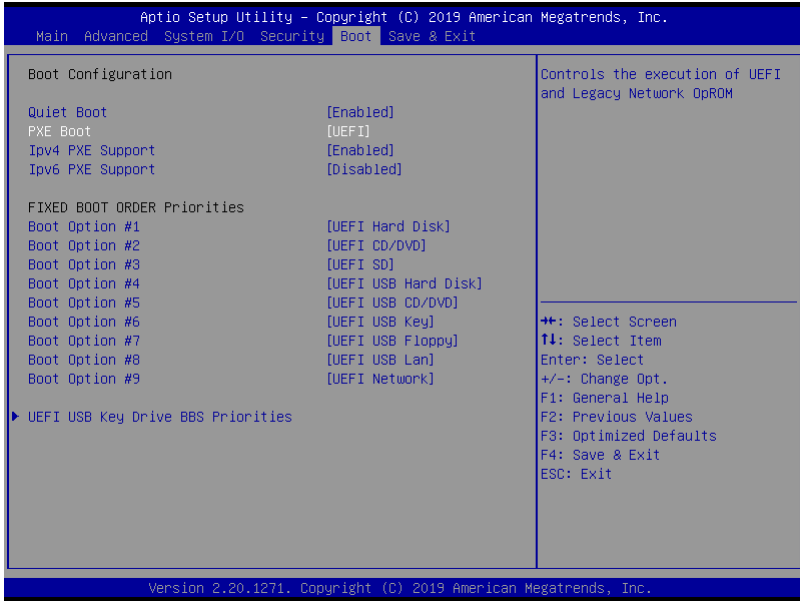 Aptio Setup Utility – Copyright (C) 2019 American Megatrends, Inc.
Main Advanced System I/O Security Boot Save & Exit
Boot Configuration
Quiet Boot [Enabled]
PXE Boot [UEFI]
Ipv4 PXE Support [Enabled]
Ipv6 PXE Support [Disabled]
FIXED BOOT ORDER Priorities
Boot Option #1 [UEFI Hard Disk]
Boot Option #2 [UEFI CD/DVD]
Boot Option #3 [UEFI SD]
Boot Option #4 [UEFI USB Hard Disk]
Boot Option #5 [UEFI USB CD/DVD]
Boot Option #6 [UEFI USB Key]
Boot Option #7 [UEFI USB Floppy]
Boot Option #8 [UEFI USB Lan]
Boot Option #9 [UEFI Network]
UEFI USB Key Drive BBS Priorities
Controls the execution of UEFI
and Legacy Network OpROM
→←: Select Screen
↑↓: Select Item
Enter: Select
+/-: Change Opt.
F1: General Help
F2: Previous Values
F3: Optimized Defaults
F4: Save & Exit
ESC: Exit
Version 2.20.1271. Copyright (C) 2019 American Megatrends, Inc.